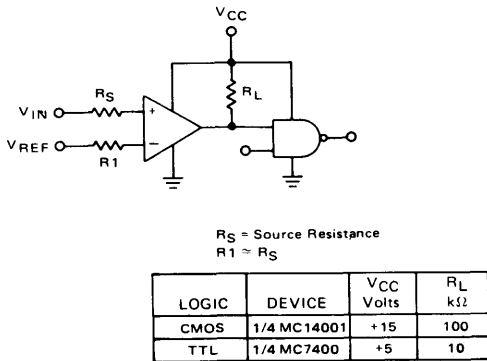 VCC
RS
RL
VIN
+
VREF
−
R1
RS = Source Resistance
R1 ≃ RS
LOGIC DEVICE VCC Volts RL kΩ
CMOS 1/4 MC14001 +15 100
TTL 1/4 MC7400 +5 10